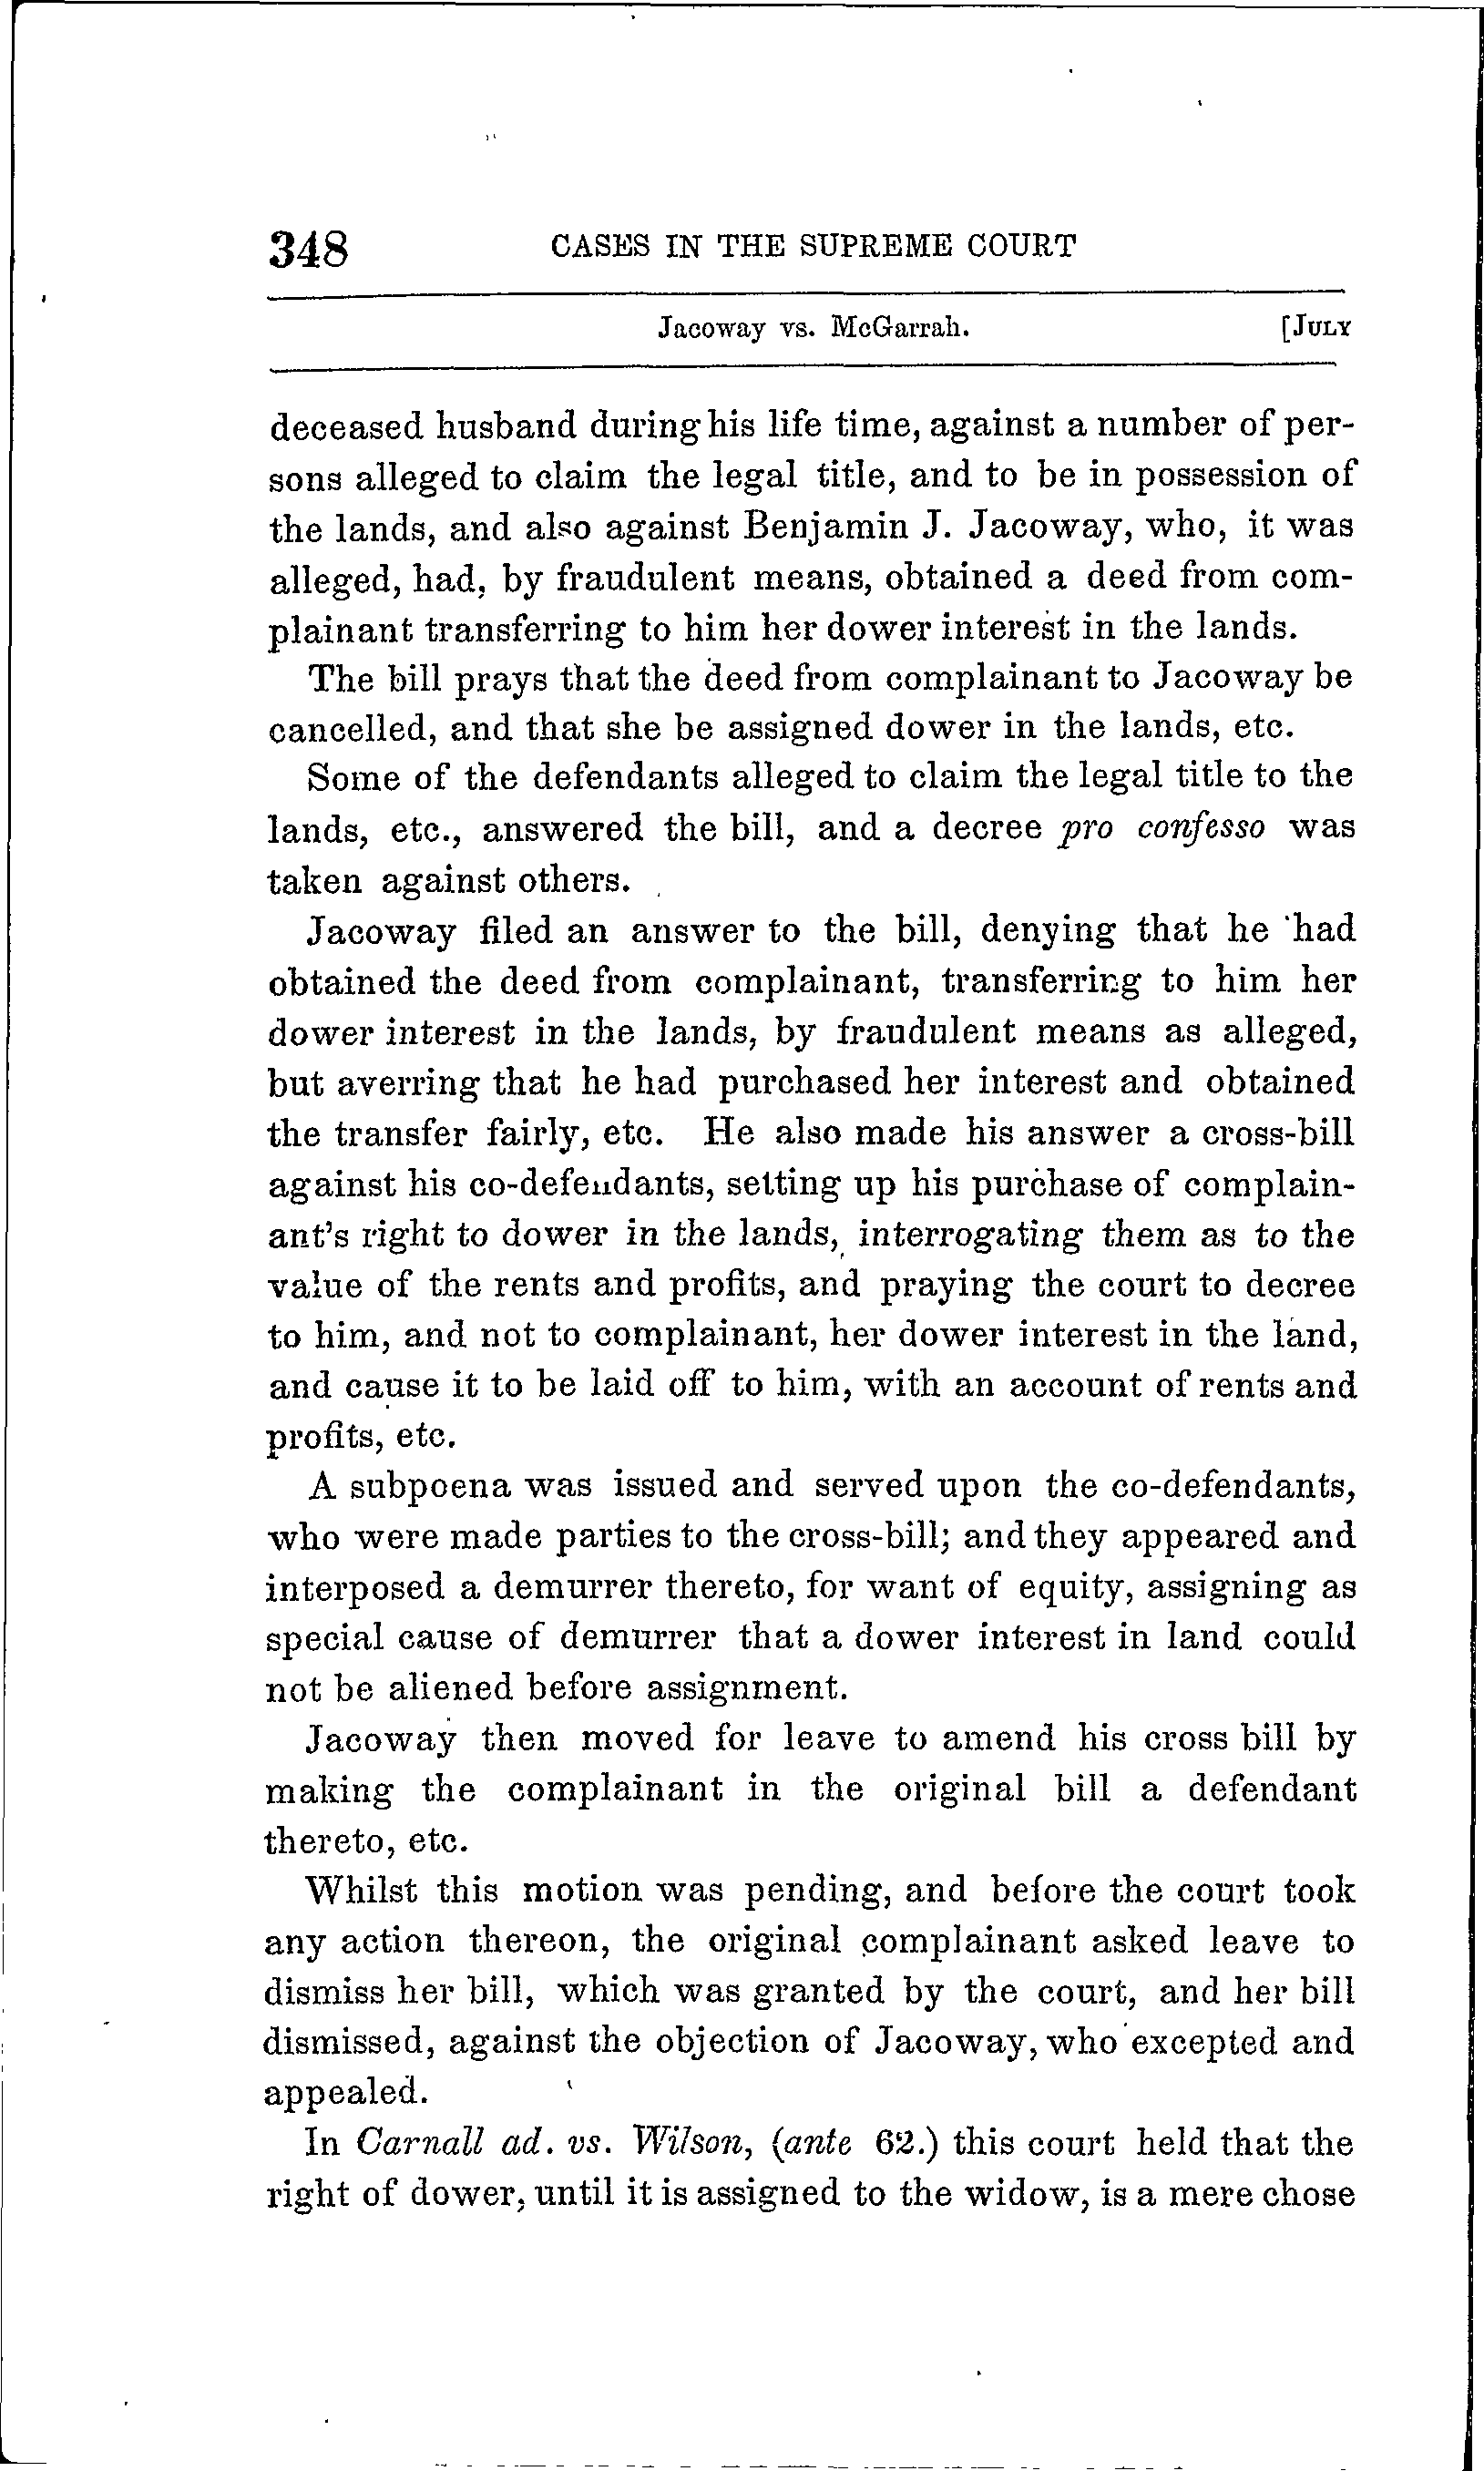 348 CASES IN THE SUPREME COURT
Jacoway vs. McGarrah. [JULY
deceased husband during his life time, against a number of per-
sons alleged to claim the legal title, and to be in possession of
the lands, and also against Benjamin J. Jacoway, who, it was
alleged, had, by fraudulent means, obtained a deed from com-
plainant transferring to him her dower interest in the lands.
The bill prays that the deed from complainant to Jacoway be
cancelled, and that she be assigned dower in the lands, etc.
Some of the defendants alleged to claim the legal title to the
lands, etc., answered the bill, and a decree pro confesso was
taken against others.
Jacoway filed an answer to the bill, denying that he had
obtained the deed from complainant, transferring to him her
dower interest in the lands, by fraudulent means as alleged,
but averring that he had purchased her interest and obtained
the transfer fairly, etc. He also made his answer a cross-bill
against his co-defendants, setting up his purchase of complain-
ant's right to dower in the lands, interrogating them as to the
value of the rents and profits, and praying the court to decree
to him, and not to complainant, her dower interest in the land,
and cause it to be laid off to him, with an account of rents and
profits, etc.
A subpoena was issued and served upon the co-defendants,
who were made parties to the cross-bill; and they appeared and
interposed a demurrer thereto, for want of equity, assigning as
special cause of demurrer that a dower interest in land could
not be aliened before assignment.
Jacoway then moved for leave to amend his cross bill by
making the complainant in the original bill a defendant
thereto, etc.
Whilst this motion was pending, and before the court took
any action thereon, the original complainant asked leave to
dismiss her bill, which was granted by the court, and her bill
dismissed, against the objection of Jacoway, who excepted and
appealed.
In Carnall ad. vs. Wilson, (ante 62.) this court held that the
right of dower, until it is assigned to the widow, is a mere chose